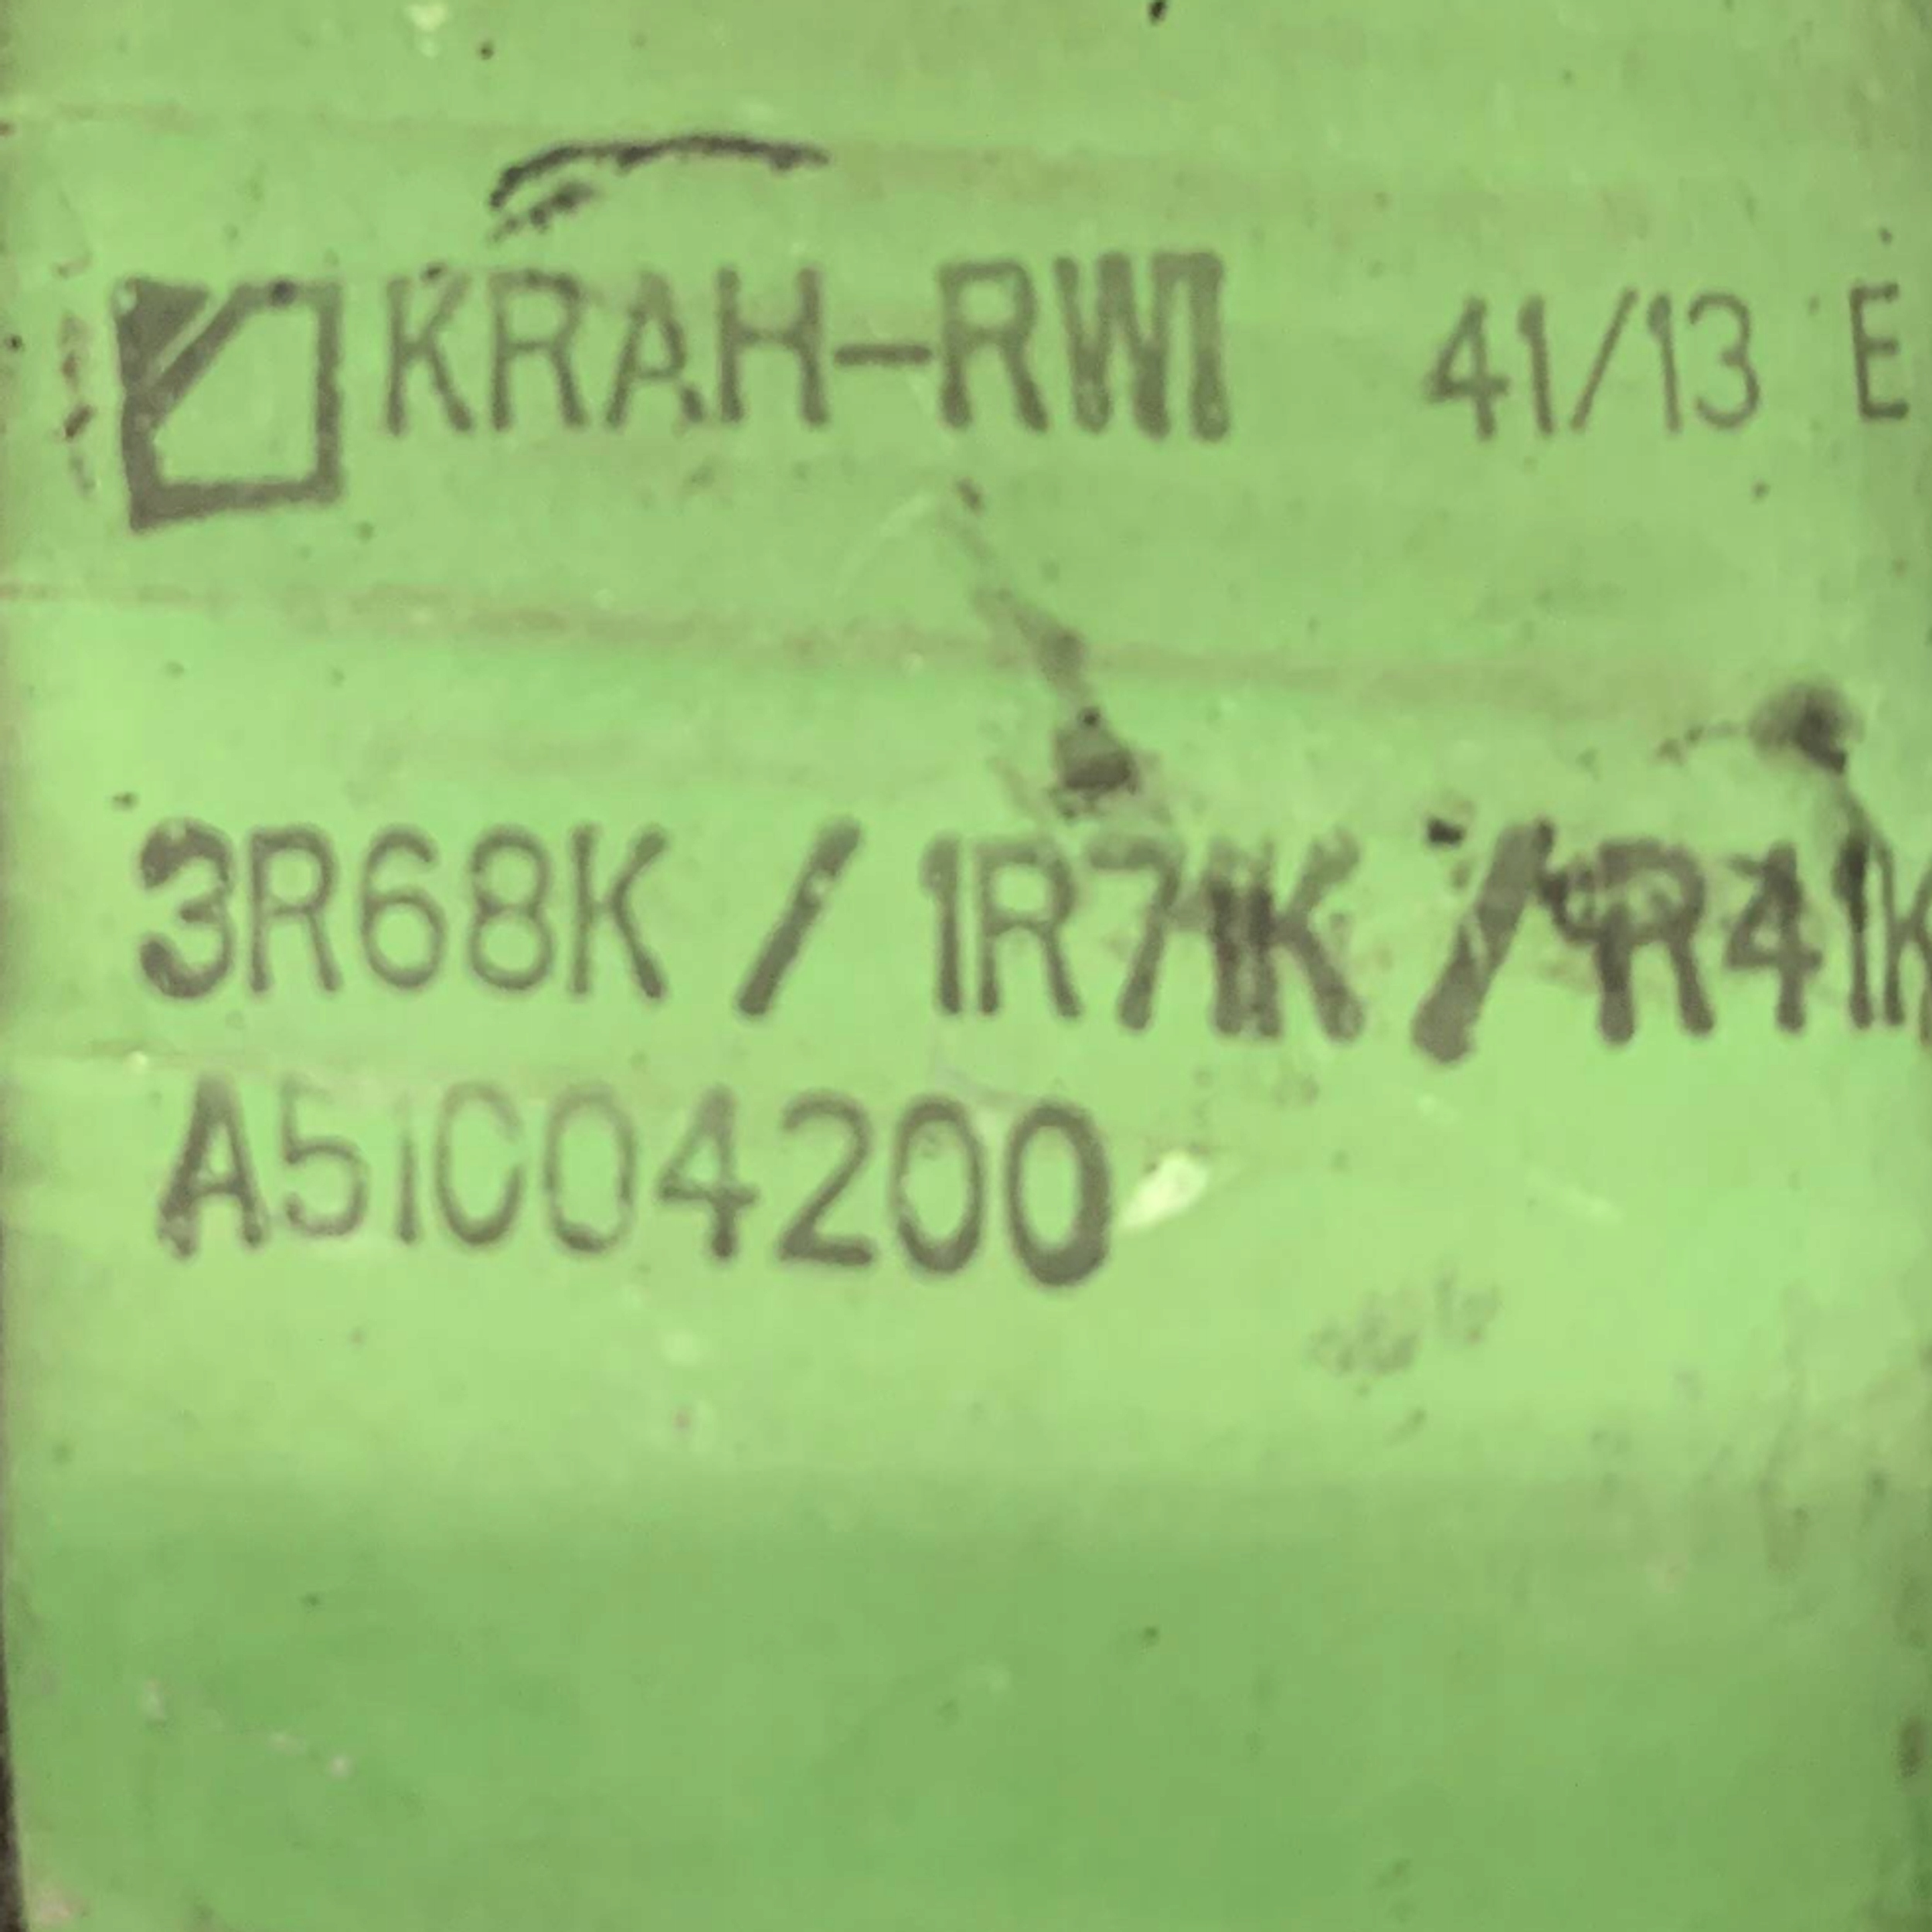 KRAH-RWI 41/13 E
3R68K / 1R71K / R41K
A51C04200